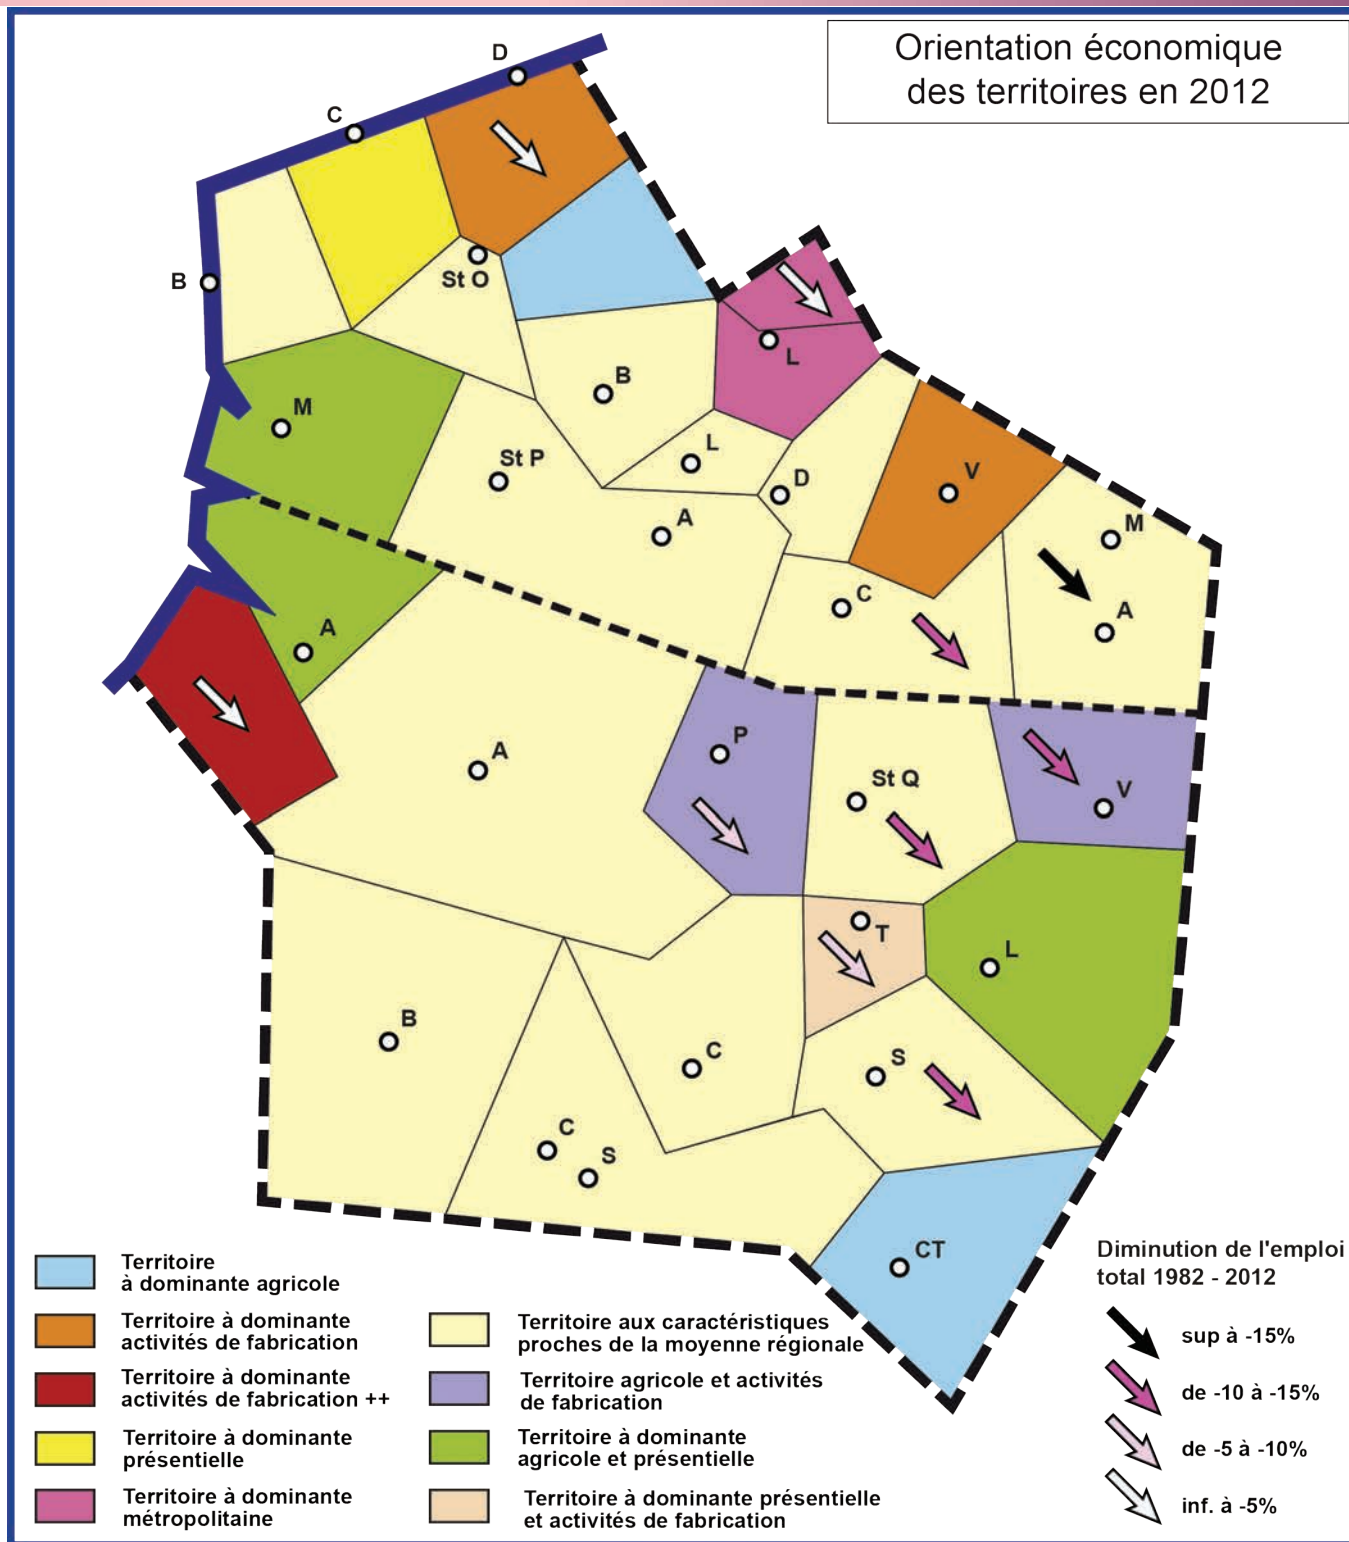 Orientation économique
des territoires en 2012
D
C
B
St O
L
B
M
St P
L
D
V
A
M
C
A
A
A
P
St Q
V
T
L
B
C
S
C
S
CT
Territoire
à dominante agricole
Territoire à dominante
activités de fabrication
Territoire à dominante
activités de fabrication ++
Territoire à dominante
présentielle
Territoire à dominante
métropolitaine
Territoire aux caractéristiques
proches de la moyenne régionale
Territoire agricole et activités
de fabrication
Territoire à dominante
agricole et présentielle
Territoire à dominante présentielle
et activités de fabrication
Diminution de l'emploi
total 1982 - 2012
sup à -15%
de -10 à -15%
de -5 à -10%
inf. à -5%